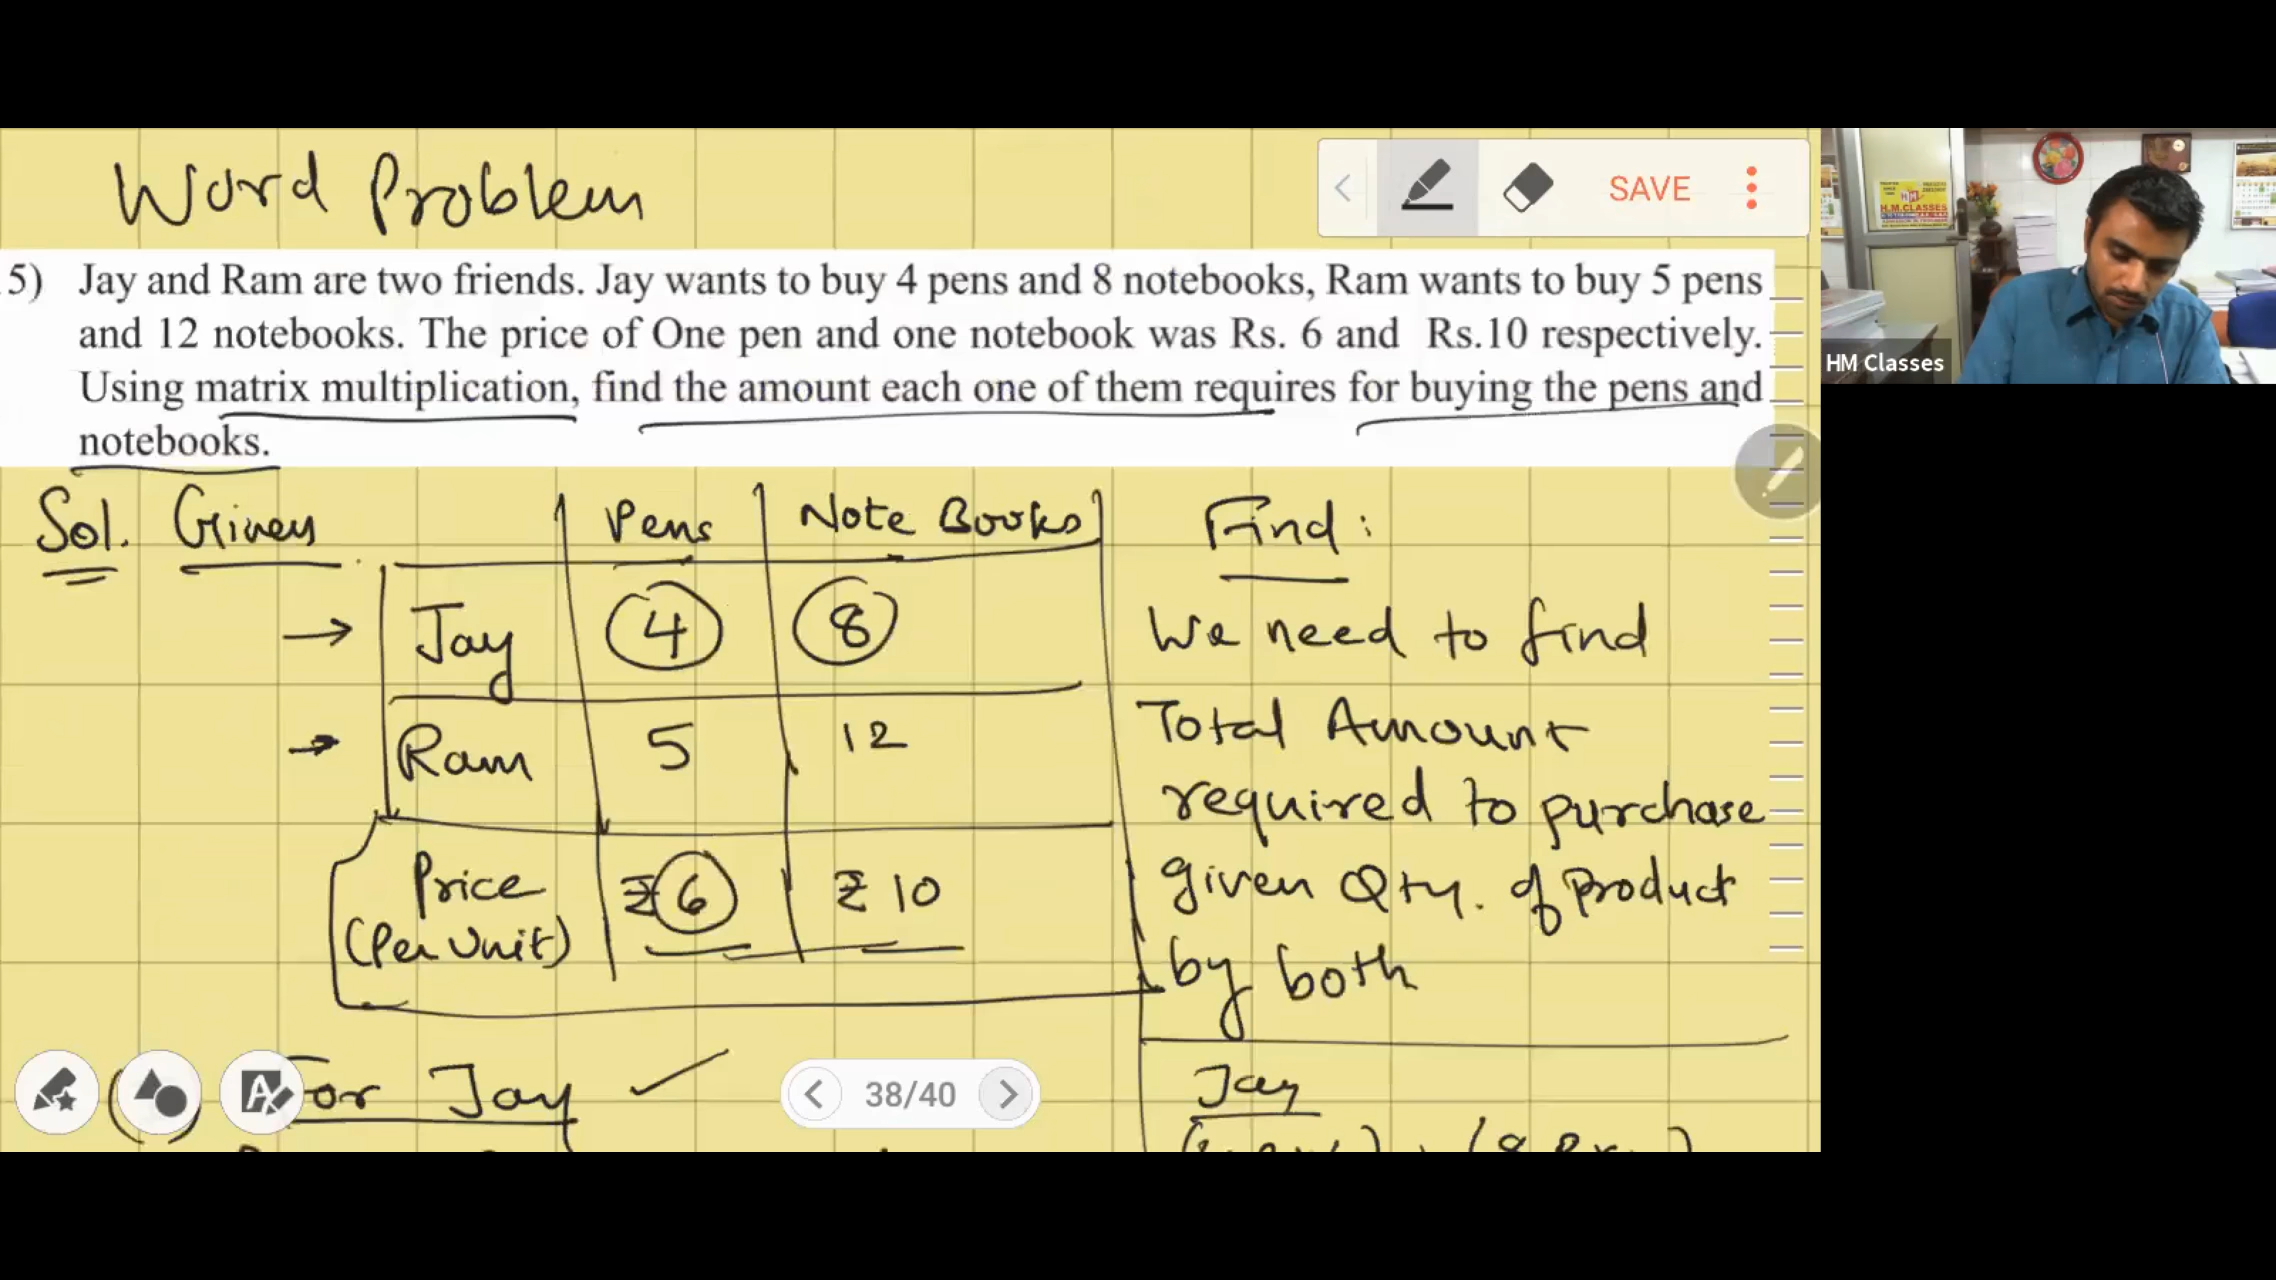 Word Problem
SAVE
H.M.CLASSES
HM Classes
5) Jay and Ram are two friends. Jay wants to buy 4 pens and 8 notebooks, Ram wants to buy 5 pens
and 12 notebooks. The price of One pen and one notebook was Rs. 6 and Rs.10 respectively.
Using matrix multiplication, find the amount each one of them requires for buying the pens and
notebooks.
Sol. Given
Pens Note Books
Jay 4 8
Ram 5 12
Price ₹6 ₹10
(Per Unit)
Find:
We need to find
Total Amount
required to purchase
given Qty. of Product
by both
For Jay
38/40
Jay